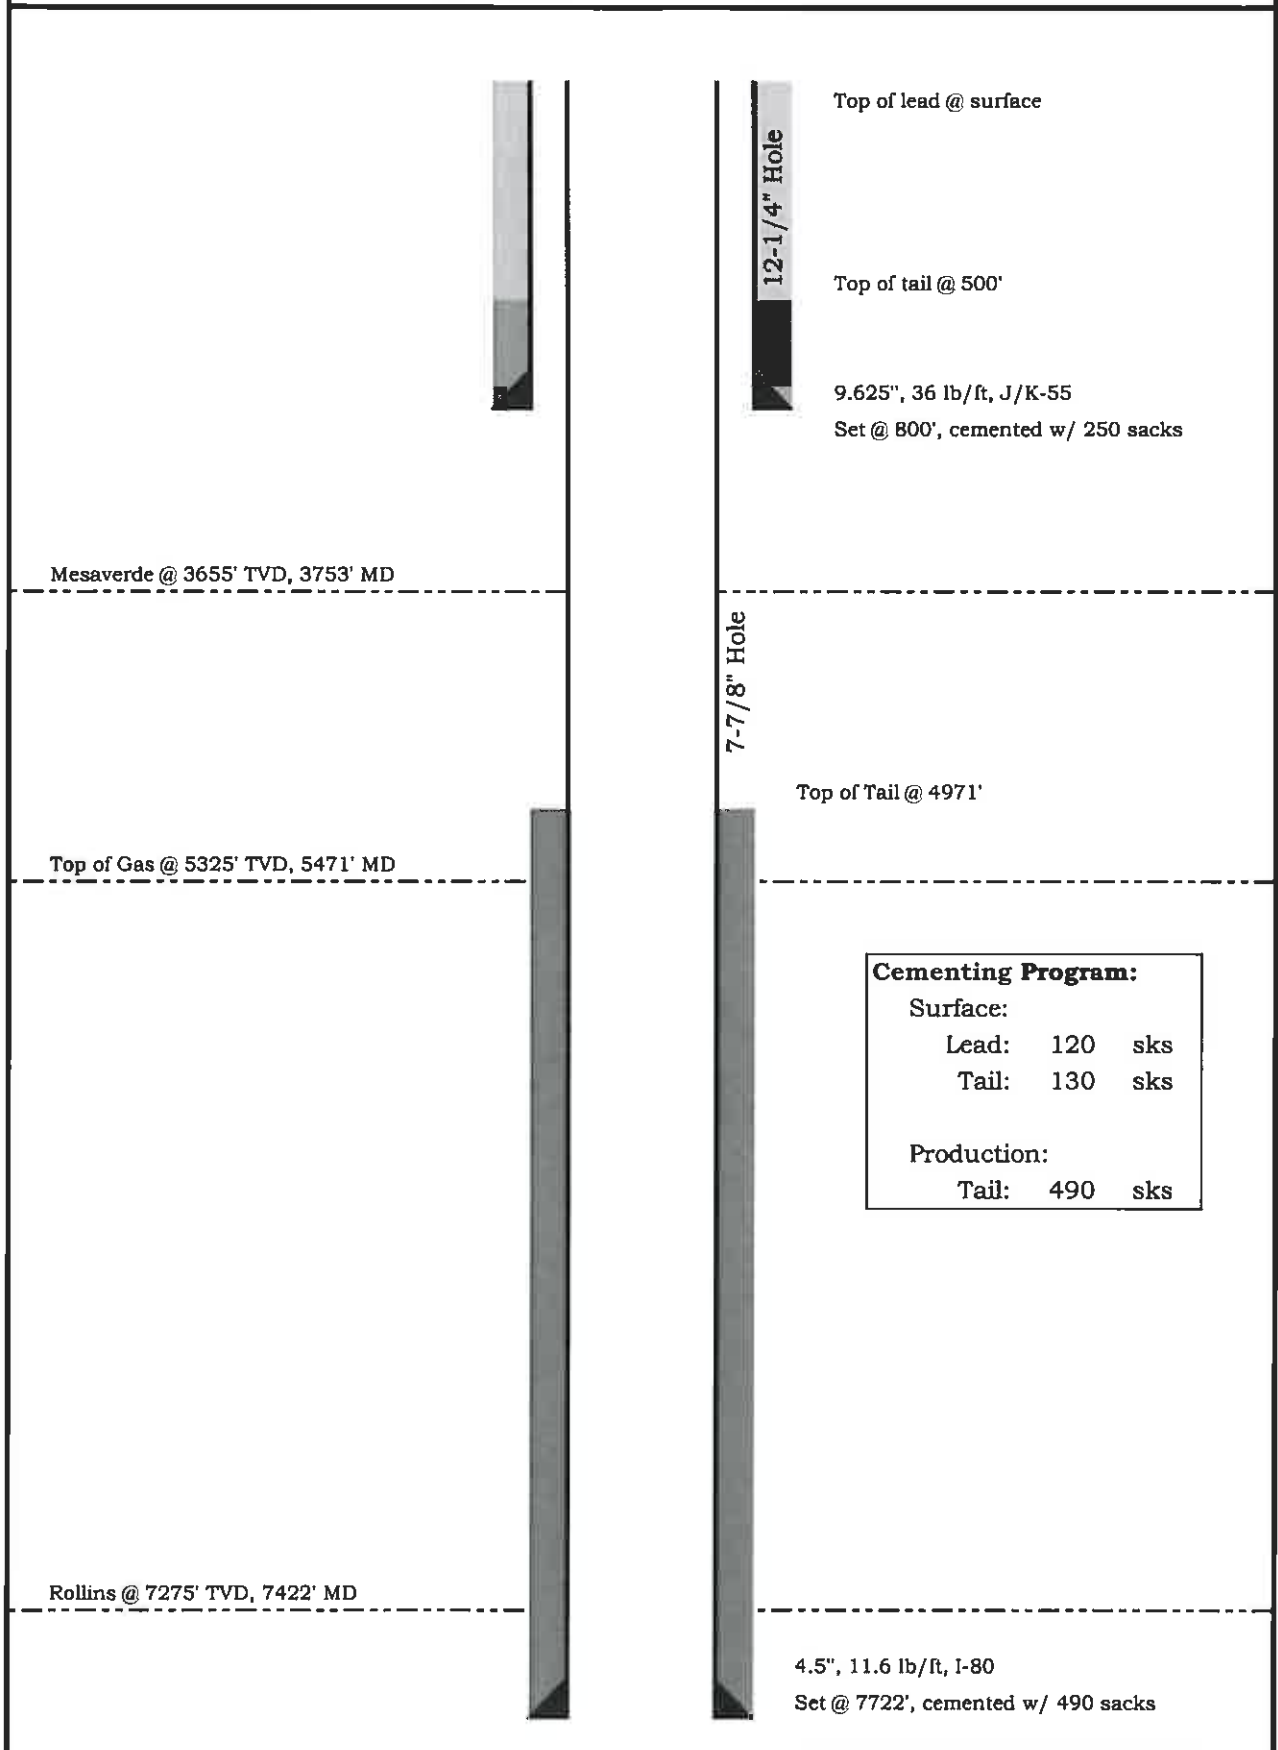 Top of lead @ surface
12-1/4" Hole
Top of tail @ 500'
9.625", 36 lb/ft, J/K-55
Set @ 800', cemented w/ 250 sacks
Mesaverde @ 3655' TVD, 3753' MD
7-7/8" Hole
Top of Tail @ 4971'
Top of Gas @ 5325' TVD, 5471' MD
Cementing Program:
Surface:
Lead: 120 sks
Tail: 130 sks
Production:
Tail: 490 sks
Rollins @ 7275' TVD, 7422' MD
4.5", 11.6 lb/ft, I-80
Set @ 7722', cemented w/ 490 sacks